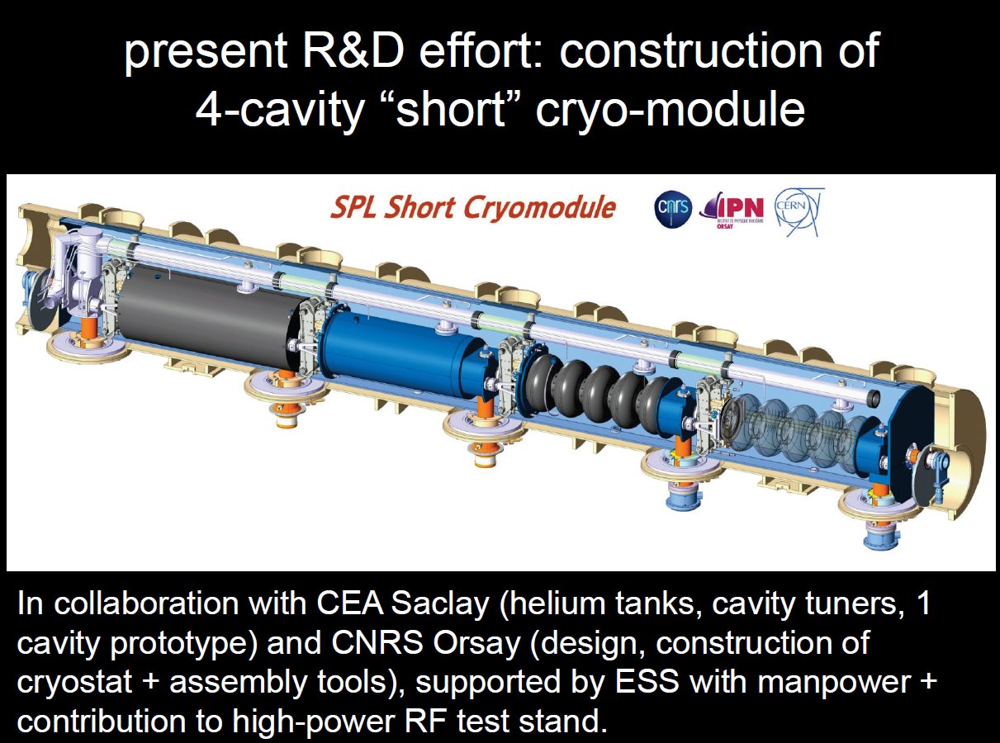 present R&D effort: construction of
4-cavity “short” cryo-module
SPL Short Cryomodule
cnrs
IPN
INSTITUT DE PHYSIQUE NUCLÉAIRE
ORSAY
CERN
In collaboration with CEA Saclay (helium tanks, cavity tuners, 1
cavity prototype) and CNRS Orsay (design, construction of
cryostat + assembly tools), supported by ESS with manpower +
contribution to high-power RF test stand.